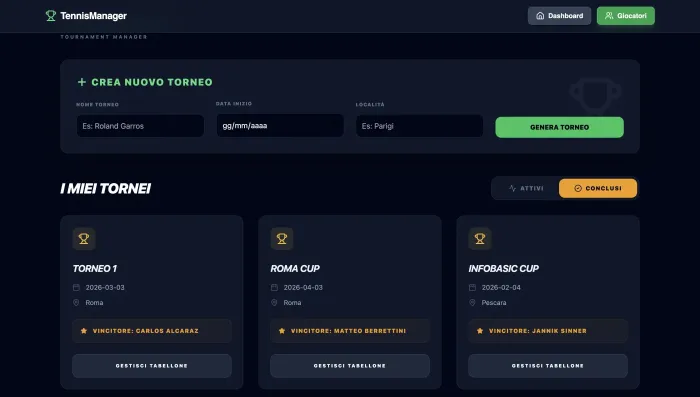 TennisManager
Dashboard
Giocatori
TOURNAMENT MANAGER
+ CREA NUOVO TORNEO
NOME TORNEO
DATA INIZIO
LOCALITÀ
Es: Roland Garros
gg/mm/aaaa
Es: Parigi
GENERA TORNEO
I MIEI TORNEI
ATTIVI
CONCLUSI
TORNEO 1
2026-03-03
Roma
VINCITORE: CARLOS ALCARAZ
GESTISCI TABELLONE
ROMA CUP
2026-04-03
Roma
VINCITORE: MATTEO BERRETTINI
GESTISCI TABELLONE
INFOBASIC CUP
2026-02-04
Pescara
VINCITORE: JANNIK SINNER
GESTISCI TABELLONE